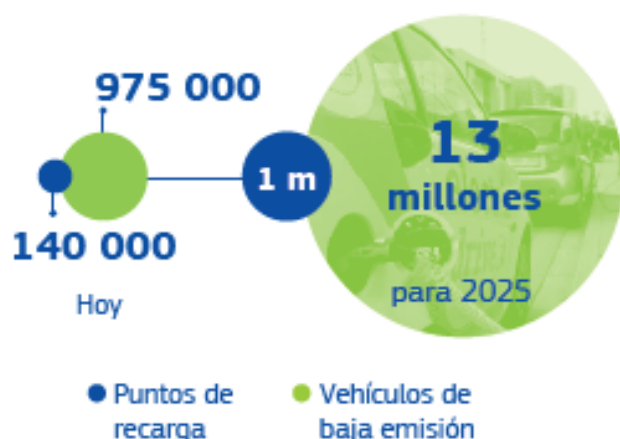 975 000
140 000
Hoy
1 m
13
millones
para 2025
Puntos de
recarga
Vehículos de
baja emisión